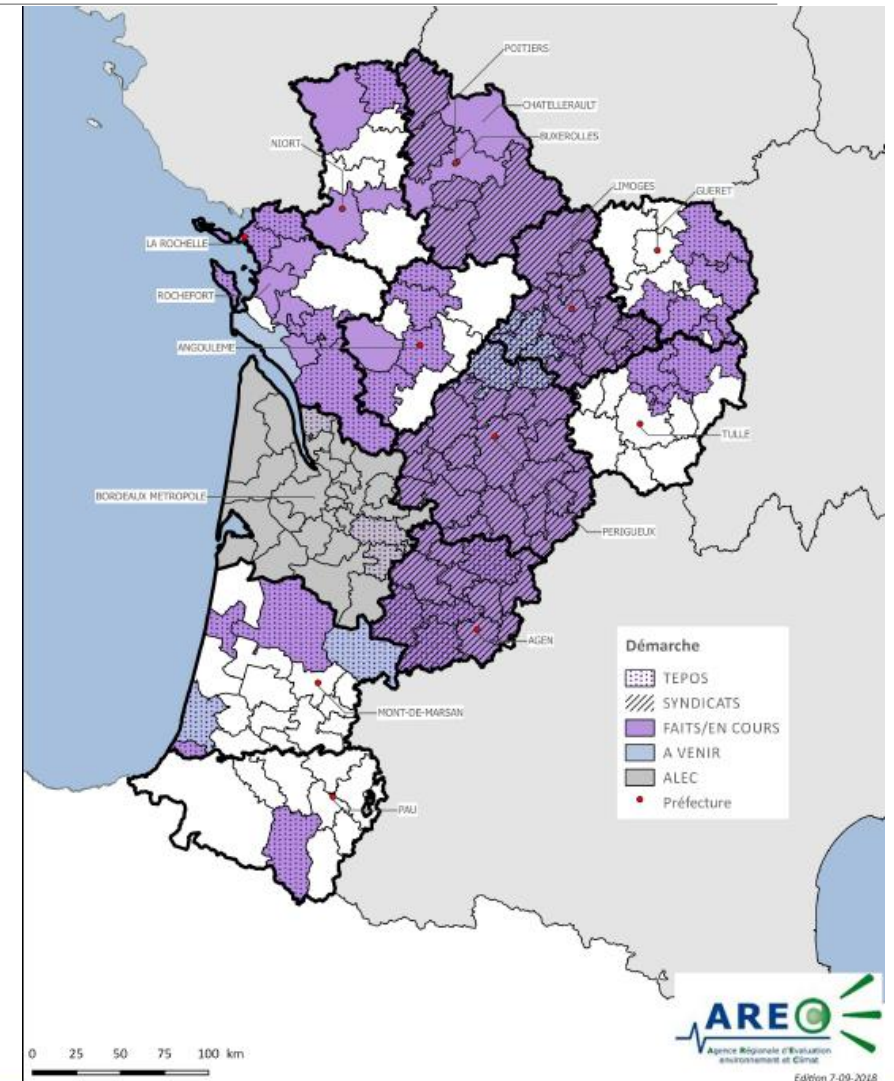 POITIERS
CHATELLERAULT
BUXEROLLES
NIORT
LIMOGES
GUERET
LA ROCHELLE
ROCHEFORT
ANGOULEME
TULLE
BORDEAUX METROPOLE
PERIGUEUX
AGEN
MONT-DE-MARSAN
PAU
Démarche
TEPOS
SYNDICATS
FAITS/EN COURS
A VENIR
ALEC
Préfecture
AREC
Agence Régionale d'Evaluation
environnement et Climat
0 25 50 75 100 km
Edition 7-09-2018